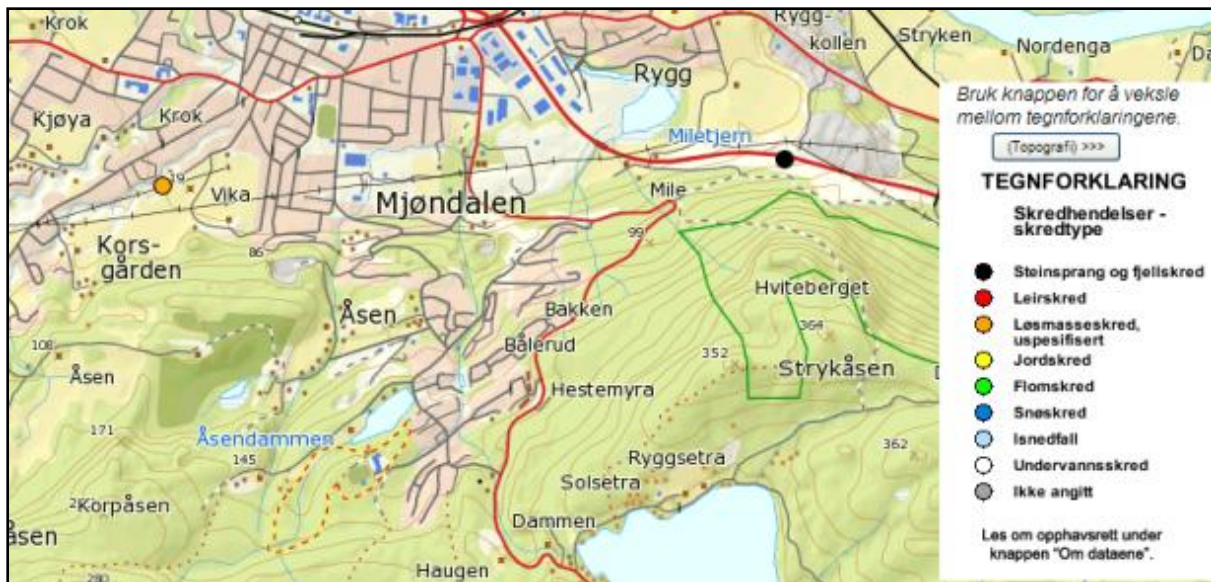 Krok
Rygg-
kollen
Stryken
Nordenga
Rygg
Kjøya
Krok
Miletjern
39
Vika
Mjøndalen
Mile
99
Kors-
gården
86
Hviteberget
Åsen
Bakken
364
108
Bålerud
352
Strykåsen
Åsen
Hestemyra
171
Åsendammen
362
145
Ryggsetra
Solsetra
Korpåsen
Dammen
åsen
Haugen
280
Bruk knappen for å veksle
mellom tegnforklaringene.
(Topografi) >>>
TEGNFORKLARING
Skredhendelser -
skredtype
Steinsprang og fjellskred
Leirskred
Løsmasseskred,
uspesifisert
Jordskred
Flomskred
Snøskred
Isnedfall
Undervannsskred
Ikke angitt
Les om opphavsrett under
knappen "Om dataene".